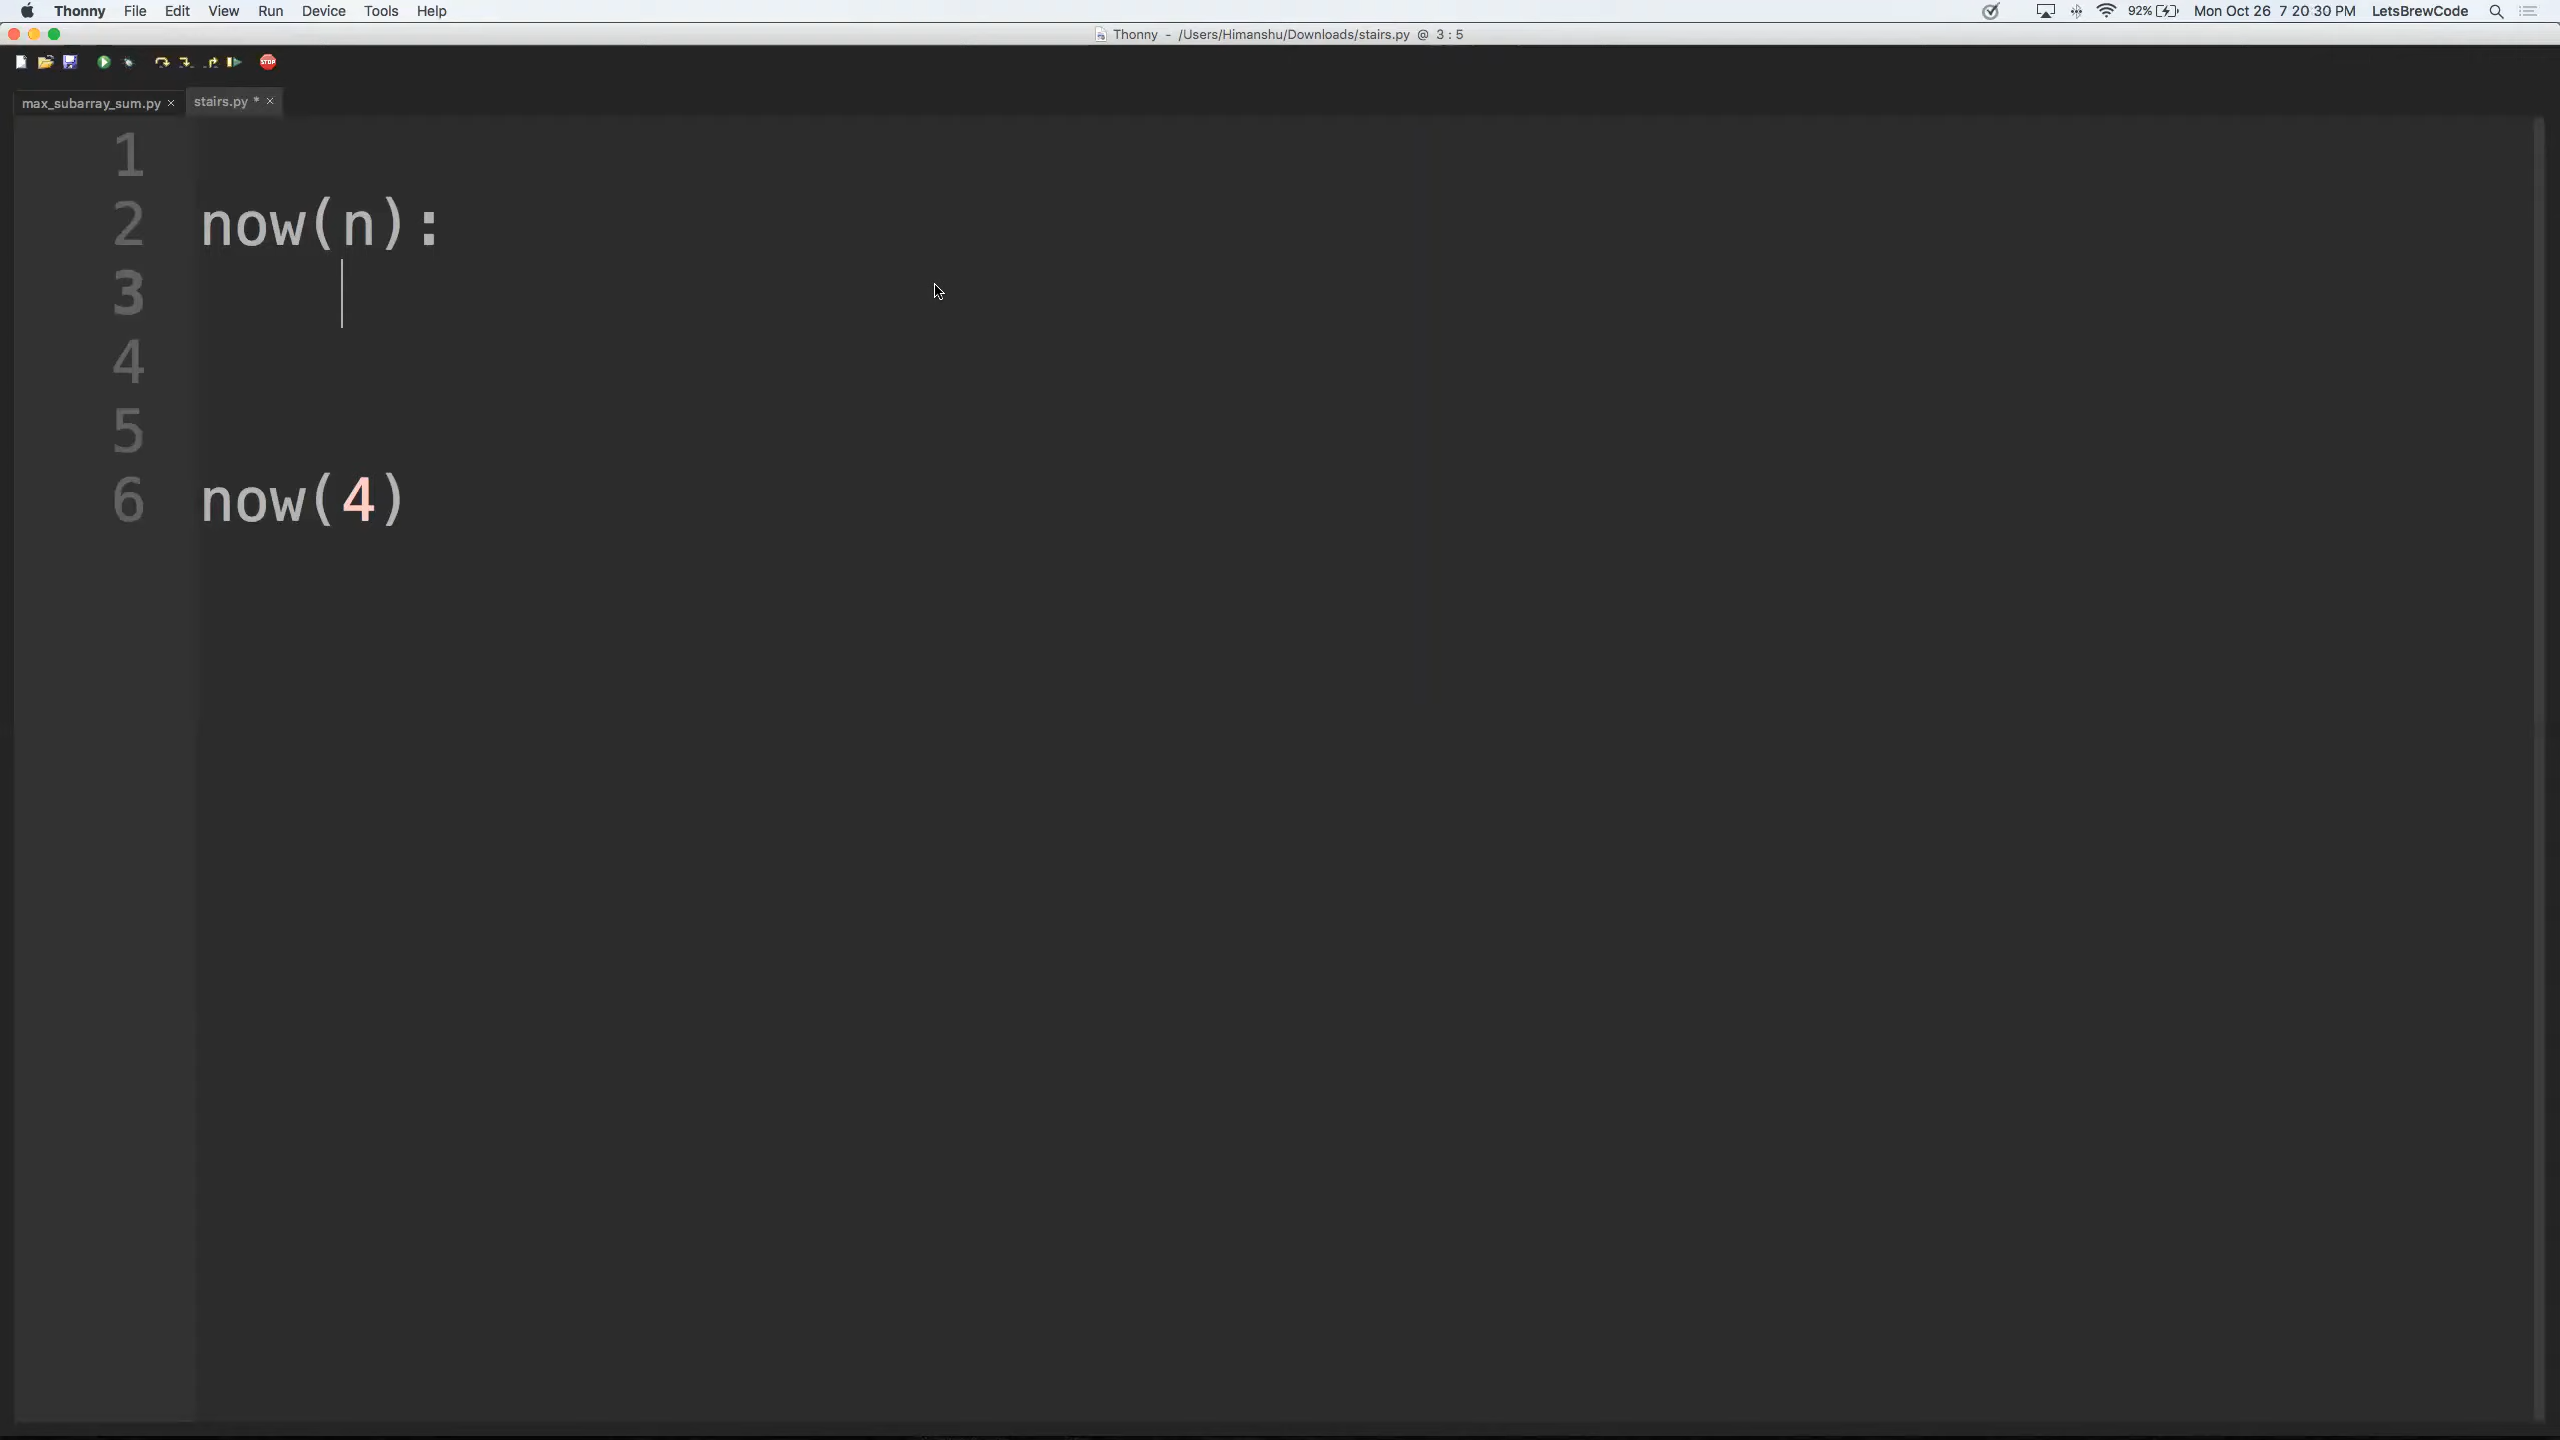 Thonny File Edit View Run Device Tools Help 92% Mon Oct 26 7 20 30 PM LetsBrewCode
Thonny - /Users/Himanshu/Downloads/stairs.py @ 3 : 5
STOP
max_subarray_sum.py × stairs.py * ×
1
2 now(n):
3
4
5
6 now(4)